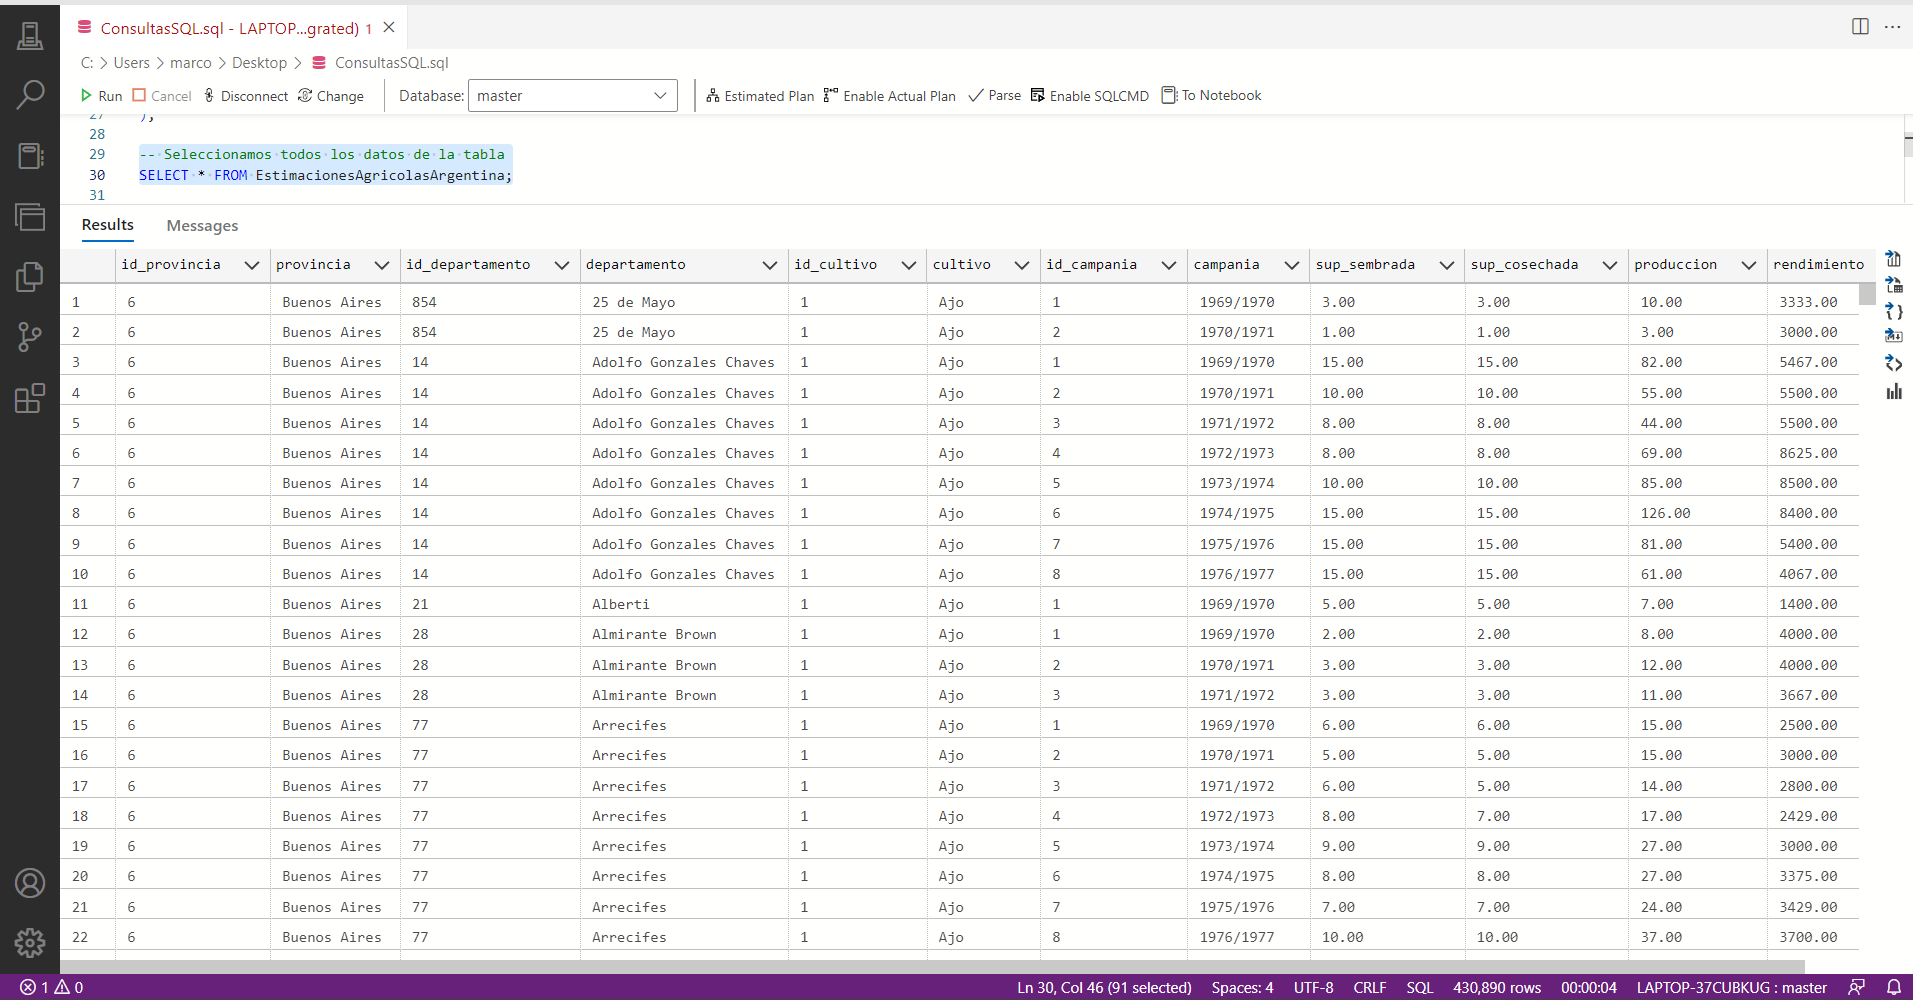 ConsultasSQL.sql - LAPTOP...grated) 1
C: > Users > marco > Desktop > ConsultasSQL.sql
Run Cancel Disconnect Change Database: master Estimated Plan Enable Actual Plan Parse Enable SQLCMD To Notebook
27 );
28
29 -- Seleccionamos todos los datos de la tabla
30 SELECT * FROM EstimacionesAgricolasArgentina;
31
Results Messages
id_provincia provincia id_departamento departamento id_cultivo cultivo id_campania campania sup_sembrada sup_cosechada produccion rendimiento
1 6 Buenos Aires 854 25 de Mayo 1 Ajo 1 1969/1970 3.00 3.00 10.00 3333.00
2 6 Buenos Aires 854 25 de Mayo 1 Ajo 2 1970/1971 1.00 1.00 3.00 3000.00
3 6 Buenos Aires 14 Adolfo Gonzales Chaves 1 Ajo 1 1969/1970 15.00 15.00 82.00 5467.00
4 6 Buenos Aires 14 Adolfo Gonzales Chaves 1 Ajo 2 1970/1971 10.00 10.00 55.00 5500.00
5 6 Buenos Aires 14 Adolfo Gonzales Chaves 1 Ajo 3 1971/1972 8.00 8.00 44.00 5500.00
6 6 Buenos Aires 14 Adolfo Gonzales Chaves 1 Ajo 4 1972/1973 8.00 8.00 69.00 8625.00
7 6 Buenos Aires 14 Adolfo Gonzales Chaves 1 Ajo 5 1973/1974 10.00 10.00 85.00 8500.00
8 6 Buenos Aires 14 Adolfo Gonzales Chaves 1 Ajo 6 1974/1975 15.00 15.00 126.00 8400.00
9 6 Buenos Aires 14 Adolfo Gonzales Chaves 1 Ajo 7 1975/1976 15.00 15.00 81.00 5400.00
10 6 Buenos Aires 14 Adolfo Gonzales Chaves 1 Ajo 8 1976/1977 15.00 15.00 61.00 4067.00
11 6 Buenos Aires 21 Alberti 1 Ajo 1 1969/1970 5.00 5.00 7.00 1400.00
12 6 Buenos Aires 28 Almirante Brown 1 Ajo 1 1969/1970 2.00 2.00 8.00 4000.00
13 6 Buenos Aires 28 Almirante Brown 1 Ajo 2 1970/1971 3.00 3.00 12.00 4000.00
14 6 Buenos Aires 28 Almirante Brown 1 Ajo 3 1971/1972 3.00 3.00 11.00 3667.00
15 6 Buenos Aires 77 Arrecifes 1 Ajo 1 1969/1970 6.00 6.00 15.00 2500.00
16 6 Buenos Aires 77 Arrecifes 1 Ajo 2 1970/1971 5.00 5.00 15.00 3000.00
17 6 Buenos Aires 77 Arrecifes 1 Ajo 3 1971/1972 6.00 5.00 14.00 2800.00
18 6 Buenos Aires 77 Arrecifes 1 Ajo 4 1972/1973 8.00 7.00 17.00 2429.00
19 6 Buenos Aires 77 Arrecifes 1 Ajo 5 1973/1974 9.00 9.00 27.00 3000.00
20 6 Buenos Aires 77 Arrecifes 1 Ajo 6 1974/1975 8.00 8.00 27.00 3375.00
21 6 Buenos Aires 77 Arrecifes 1 Ajo 7 1975/1976 7.00 7.00 24.00 3429.00
22 6 Buenos Aires 77 Arrecifes 1 Ajo 8 1976/1977 10.00 10.00 37.00 3700.00
1 0 Ln 30, Col 46 (91 selected) Spaces: 4 UTF-8 CRLF SQL 430,890 rows 00:00:04 LAPTOP-37CUBKUG : master